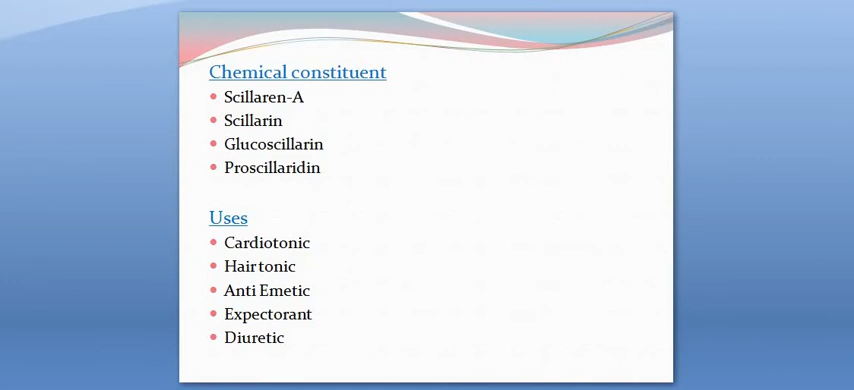 Chemical constituent
Scillaren-A
Scillarin
Glucoscillarin
Proscillaridin
Uses
Cardiotonic
Hair tonic
Anti Emetic
Expectorant
Diuretic